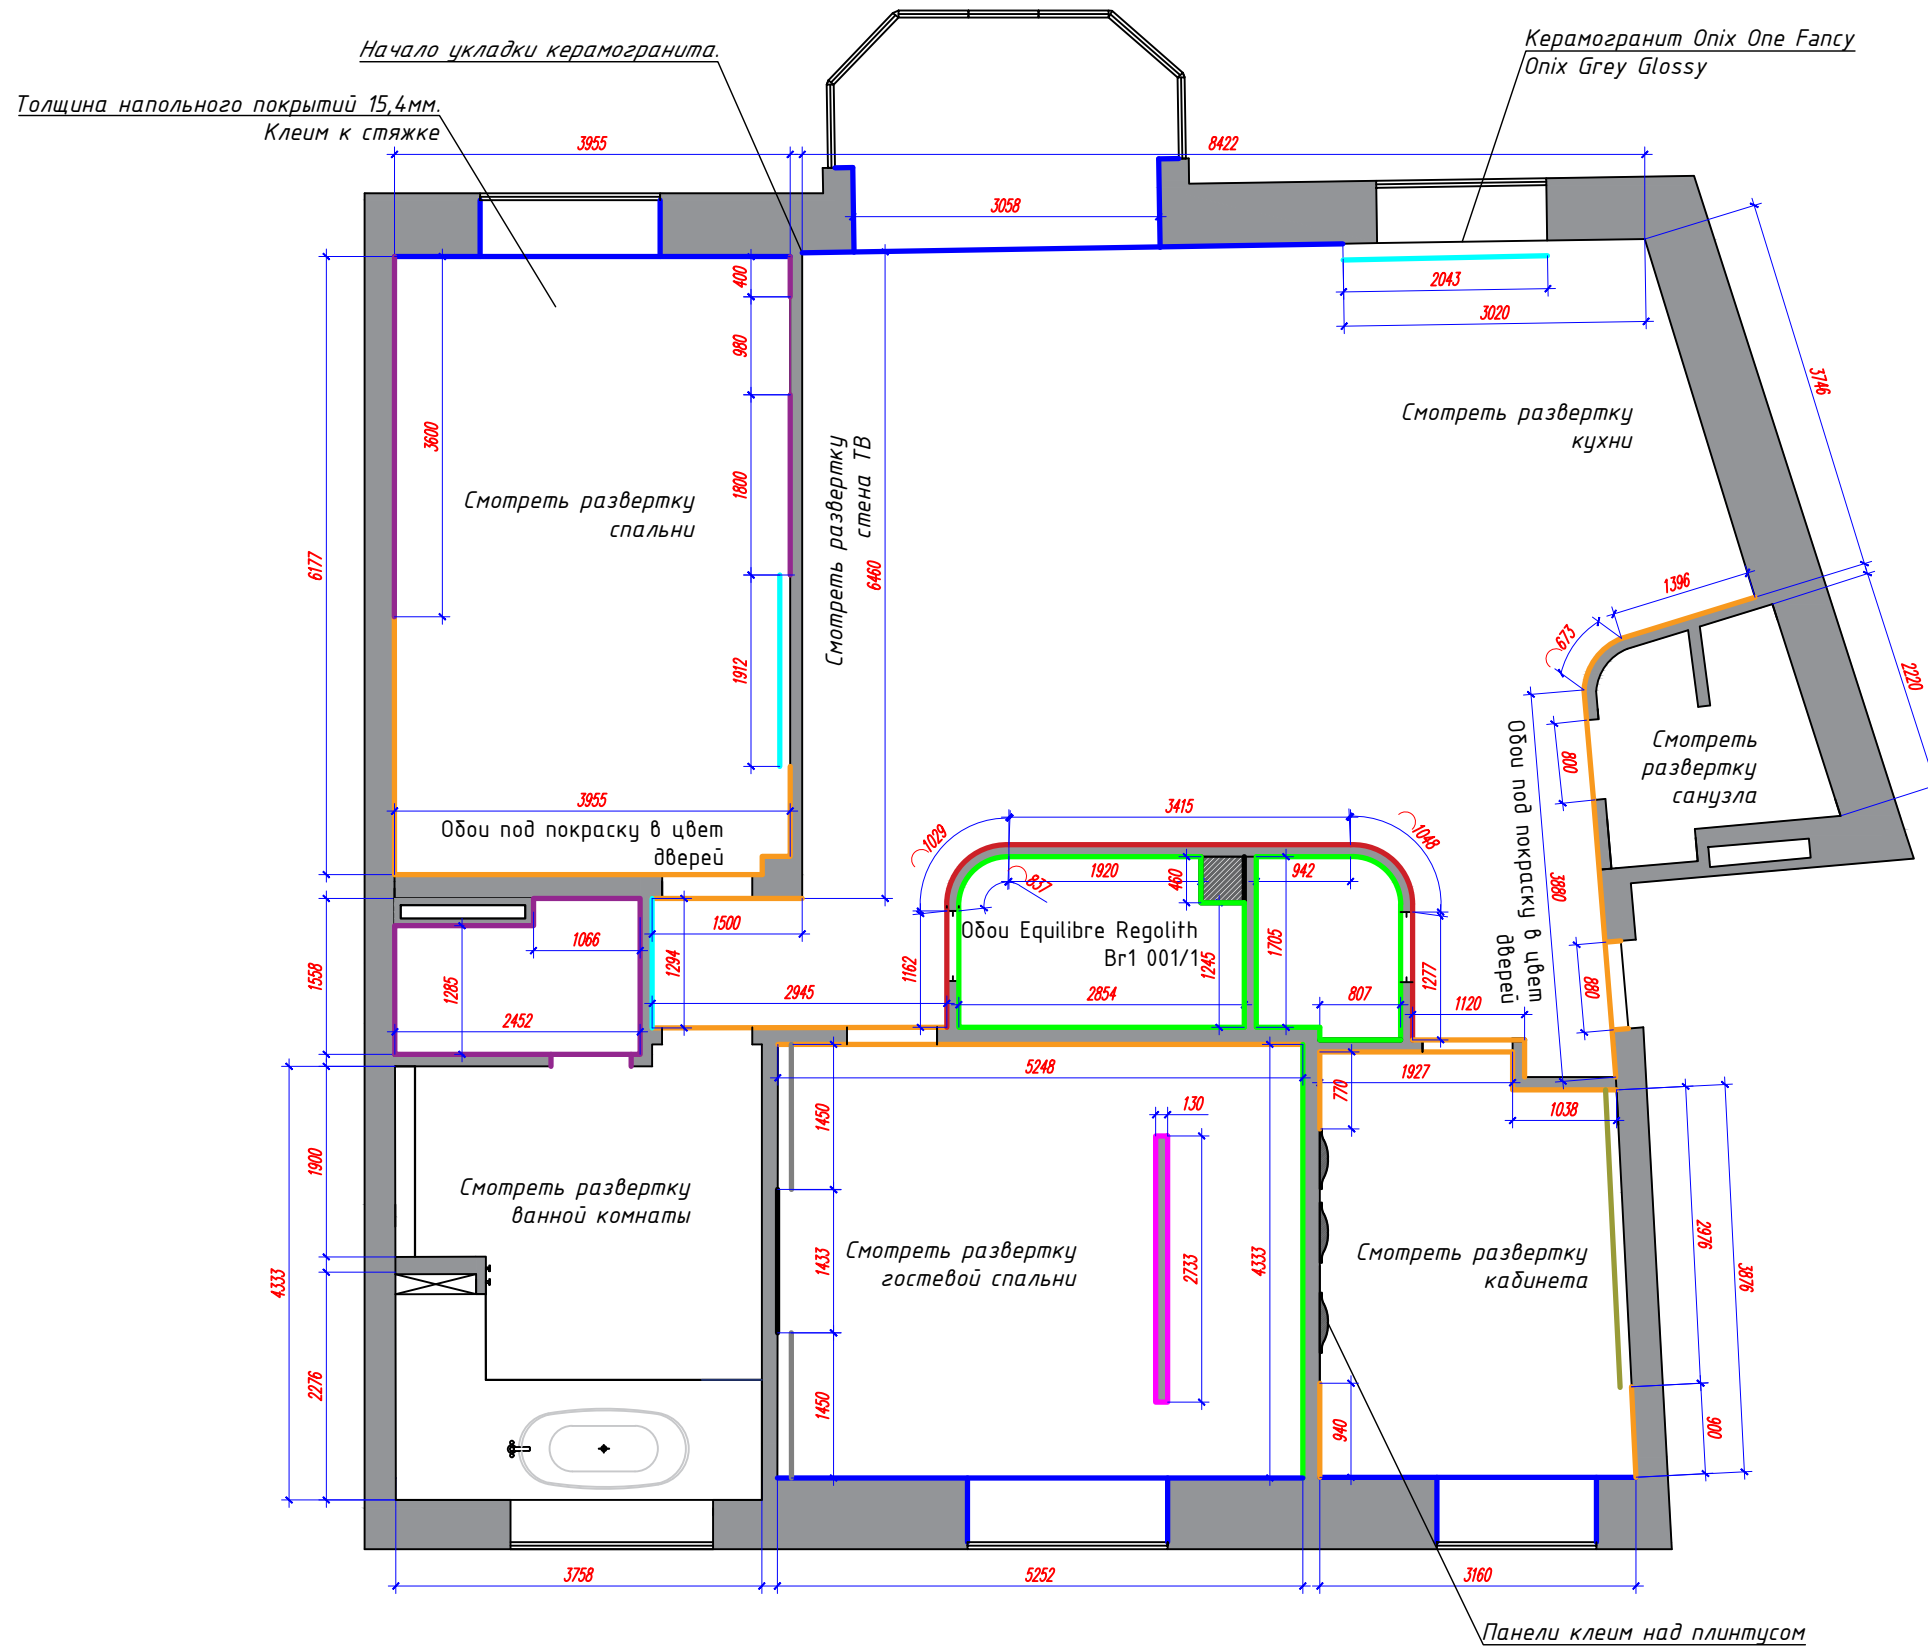 Начало укладки керамогранита.
Керамогранит Onix One Fancy
Onix Grey Glossy
Толщина напольного покрытий 15,4мм.
Клеим к стяжке
3955
8422
3058
400
2043
3020
980
3746
3600
Смотреть развертку
кухни
1800
Смотреть развертку
спальни
Смотреть развертку
стена ТВ
6177
6460
1396
673
1912
2220
Обои под покраску в цвет
дверей
800
Смотреть
развертку
санузла
3955
Обои под покраску в цвет
дверей
3415
1029
1048
1920
460
942
837
3880
1500
1066
1294
1558
1285
Обои Equilibre Regolith
Br1 001/1
1162
1245
1705
1277
880
2945
2854
807
1120
2452
5248
1927
770
1038
130
1450
1900
Смотреть развертку
ванной комнаты
2976
3876
4333
1433
Смотреть развертку
гостевой спальни
2733
4333
Смотреть развертку
кабинета
2276
1450
940
900
3758
5252
3160
Панели клеим над плинтусом